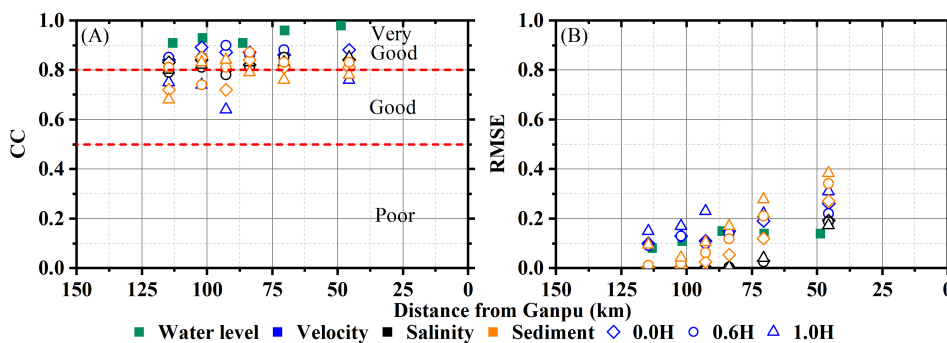 (A)
Very
Good
Good
Poor
CC
1.0
0.8
0.6
0.4
0.2
0.0
150 125 100 75 50 25 0
(B)
RMSE
1.0
0.8
0.6
0.4
0.2
0.0
150 125 100 75 50 25 0
Distance from Ganpu (km)
Water level Velocity Salinity Sediment 0.0H 0.6H 1.0H